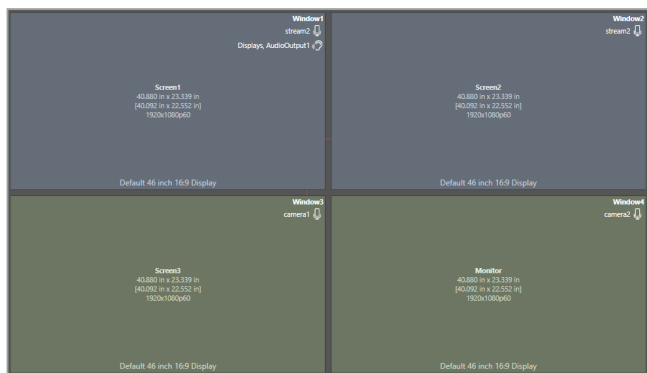 Window1
stream2
Displays, AudioOutput1
Screen1
40.880 in x 23.339 in
[40.092 in x 22.552 in]
1920x1080p60
Default 46 inch 16:9 Display
Window2
stream2
Screen2
40.880 in x 23.339 in
[40.092 in x 22.552 in]
1920x1080p60
Default 46 inch 16:9 Display
Window3
camera1
Screen3
40.880 in x 23.339 in
[40.092 in x 22.552 in]
1920x1080p60
Default 46 inch 16:9 Display
Window4
camera2
Monitor
40.880 in x 23.339 in
[40.092 in x 22.552 in]
1920x1080p60
Default 46 inch 16:9 Display